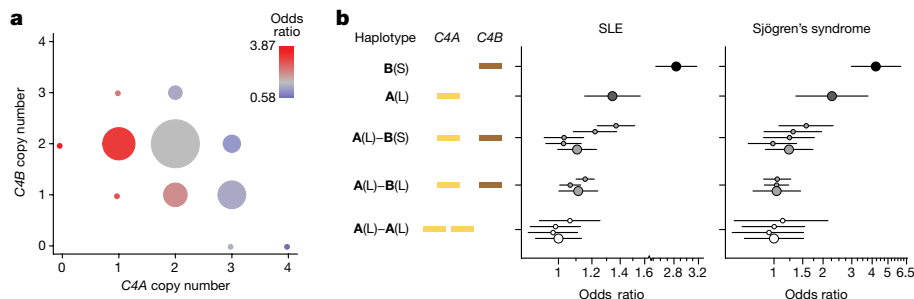 a
Odds ratio
3.87
0.58
C4B copy number
4
3
2
1
0
0 1 2 3 4
C4A copy number
b
Haplotype C4A C4B
B(S)
A(L)
A(L)–B(S)
A(L)–B(L)
A(L)–A(L)
SLE
1 1.2 1.4 1.6 2.8 3.2
Odds ratio
Sjögren's syndrome
1 1.5 2 3 4 5 6.5
Odds ratio